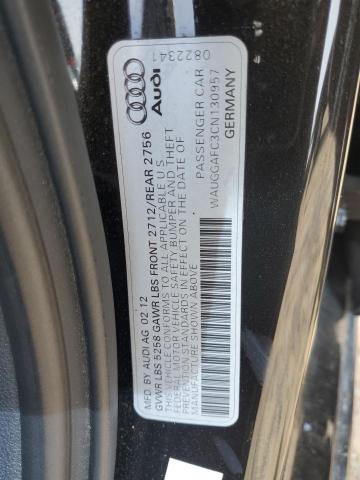 Audi
0822341
MFD BY AUDI AG 02.12
GVWR LBS 5258 GAWR LBS FRONT 2712/REAR 2756
THIS VEHICLE CONFORMS TO ALL APPLICABLE U S
FEDERAL MOTOR VEHICLE SAFETY BUMPER AND THEFT
PREVENTION STANDARDS IN EFFECT ON THE DATE OF
MANUFACTURE SHOWN ABOVE
PASSENGER CAR
WAUGGAFC3CN130957
GERMANY